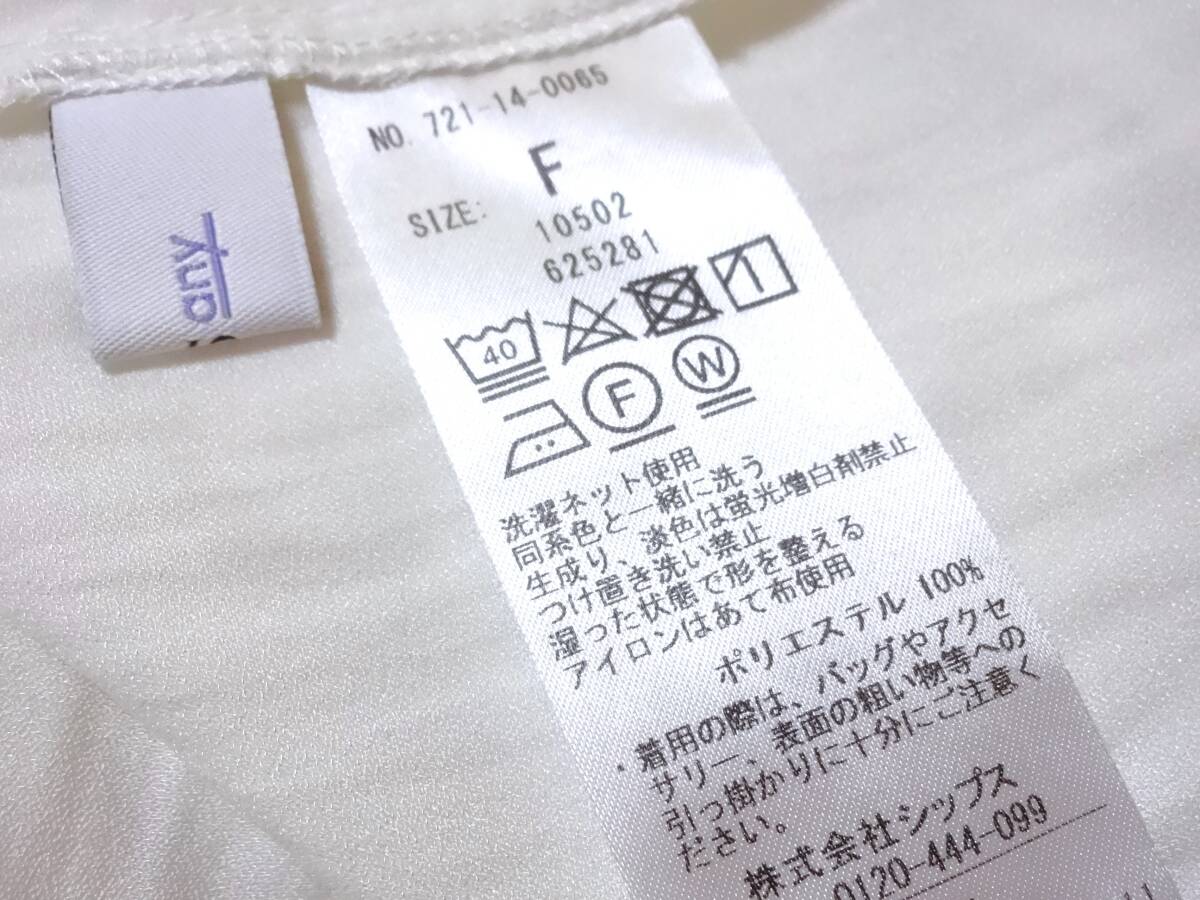 NO. 721-14-0065
F
SIZE:
10502
625281
40
F
W
洗濯ネット使用
同系色と一緒に洗う
生成り、淡色は蛍光増白剤禁止
つけ置き洗い禁止
湿った状態で形を整える
アイロンはあて布使用
ポリエステル 100%
・着用の際は、バッグやアクセ
サリー、表面の粗い物等への
引っ掛かりに十分にご注意く
ださい。
株式会社シップス
0120-444-099
any